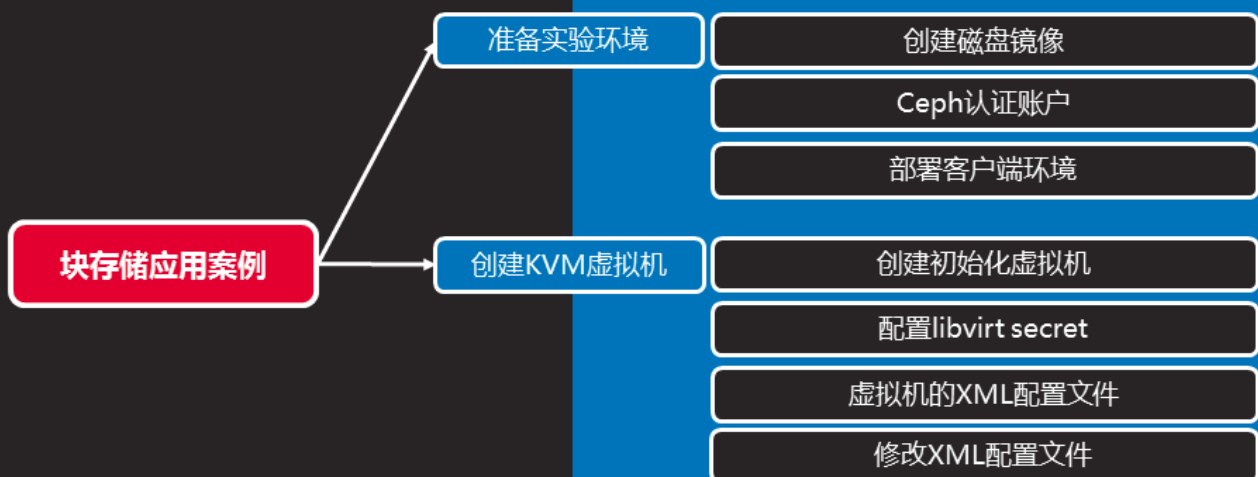 块存储应用案例
准备实验环境
创建磁盘镜像
Ceph认证账户
部署客户端环境
创建KVM虚拟机
创建初始化虚拟机
配置libvirt secret
虚拟机的XML配置文件
修改XML配置文件